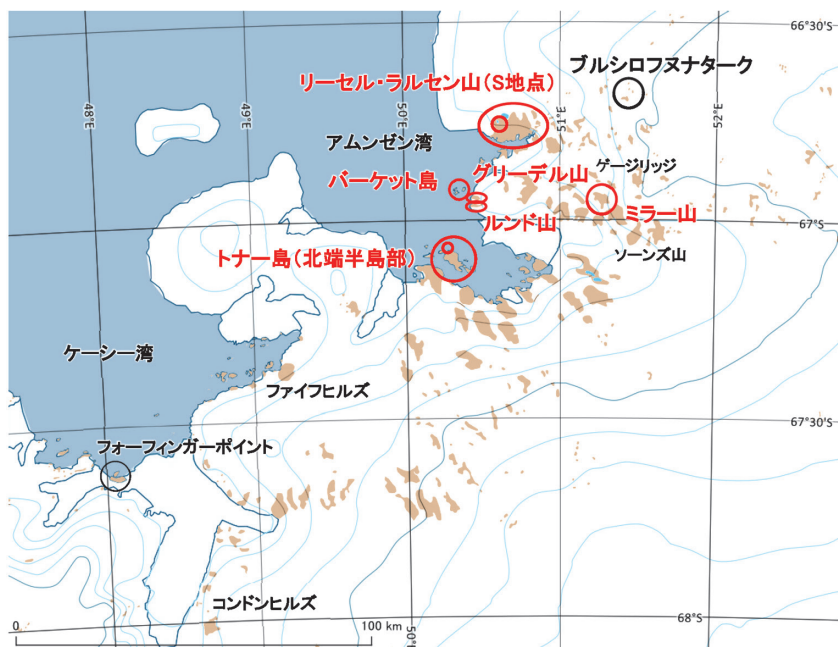 66°30'S
ブルシロフヌナターク
リーセル・ラルセン山(S地点)
48°E
49°E
50°E
51°E
52°E
アムンゼン湾
グリーデル山
ゲージリッジ
バーケット島
ルンド山
ミラー山
67°S
トナー島(北端半島部)
ソーンズ山
ケーシー湾
ファイフヒルズ
67°30'S
フォーフィンガーポイント
コンドンヒルズ
0
100 km
68°S